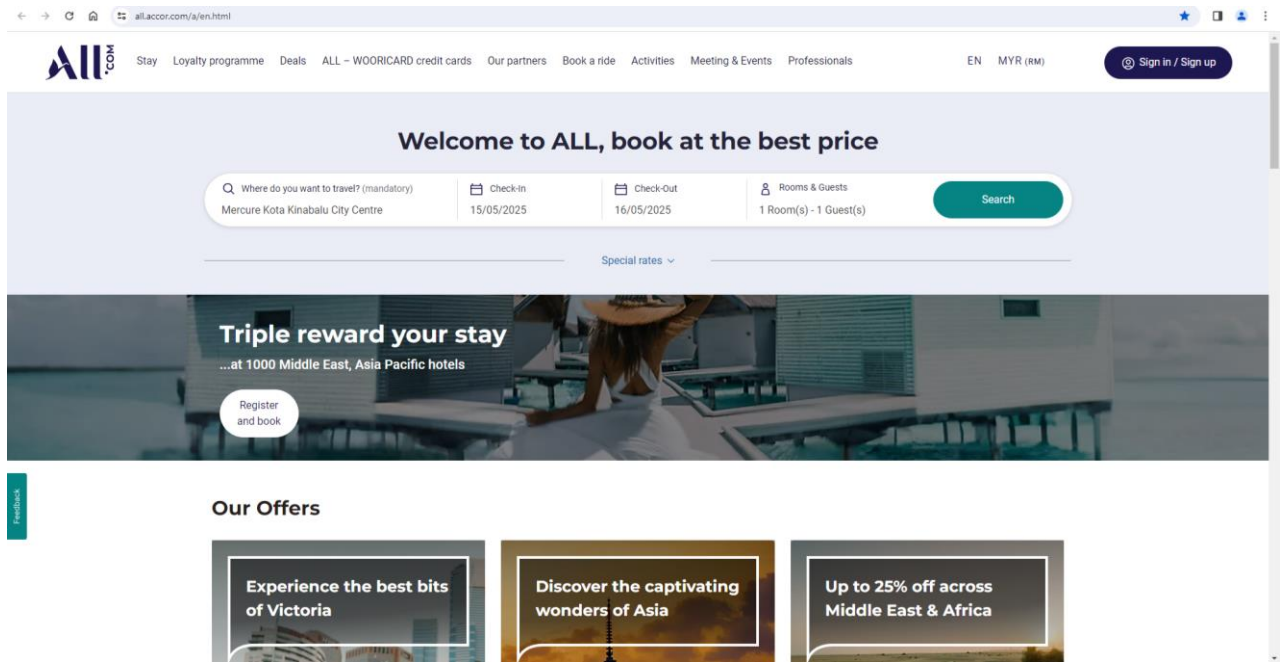 all.accor.com/a/en.html
ALL.COM
Stay Loyalty programme Deals ALL – WOORICARD credit cards Our partners Book a ride Activities Meeting & Events Professionals EN MYR (RM) Sign in / Sign up
Welcome to ALL, book at the best price
Where do you want to travel? (mandatory) Check-In Check-Out Rooms & Guests
Mercure Kota Kinabalu City Centre 15/05/2025 16/05/2025 1 Room(s) - 1 Guest(s) Search
Special rates
Triple reward your stay
...at 1000 Middle East, Asia Pacific hotels
Register
and book
Feedback
Our Offers
Experience the best bits
of Victoria
Discover the captivating
wonders of Asia
Up to 25% off across
Middle East & Africa